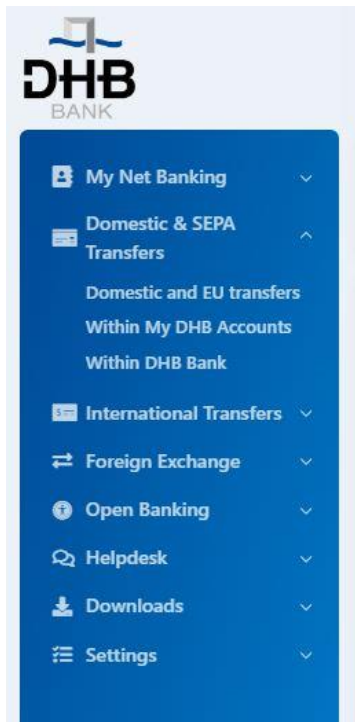 DHB
BANK
My Net Banking
Domestic & SEPA
Transfers
Domestic and EU transfers
Within My DHB Accounts
Within DHB Bank
International Transfers
Foreign Exchange
Open Banking
Helpdesk
Downloads
Settings